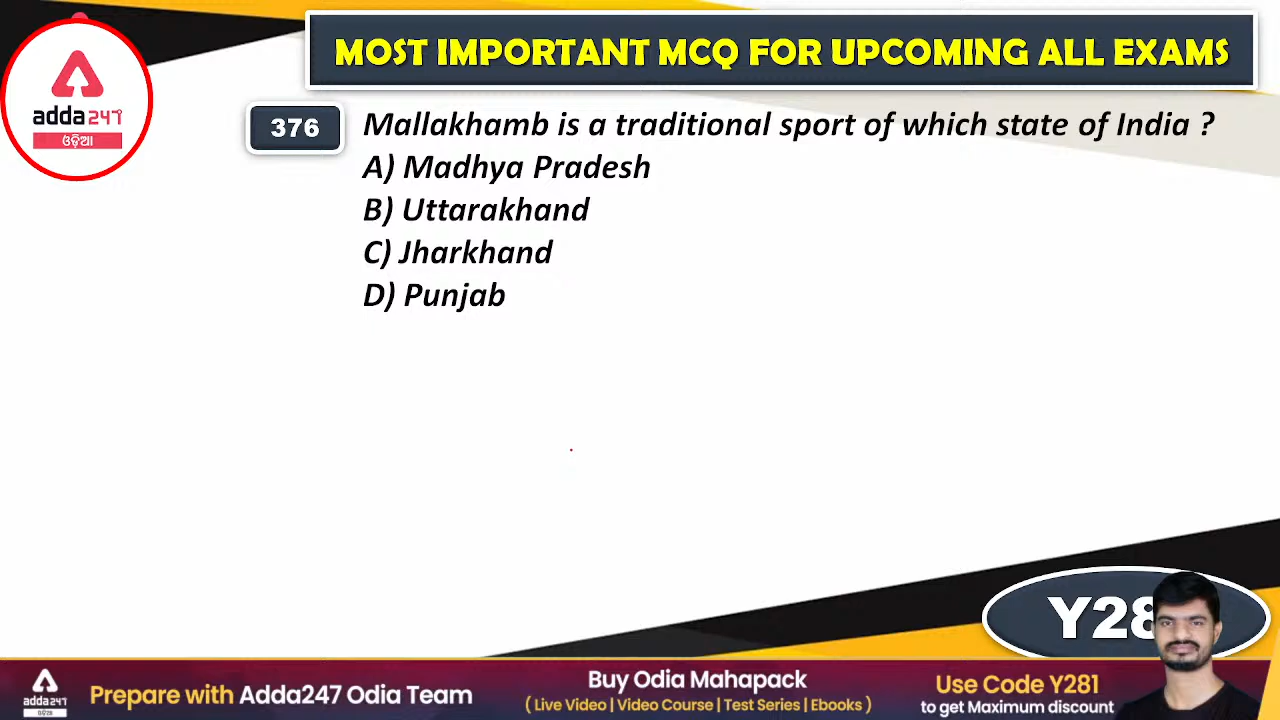 MOST IMPORTANT MCQ FOR UPCOMING ALL EXAMS
adda247
ଓଡ଼ିଆ
376
Mallakhamb is a traditional sport of which state of India ?
A) Madhya Pradesh
B) Uttarakhand
C) Jharkhand
D) Punjab
Y28
adda247
ଓଡ଼ିଆ
Prepare with Adda247 Odia Team
Buy Odia Mahapack
( Live Video | Video Course | Test Series | Ebooks )
Use Code Y281
to get Maximum discount